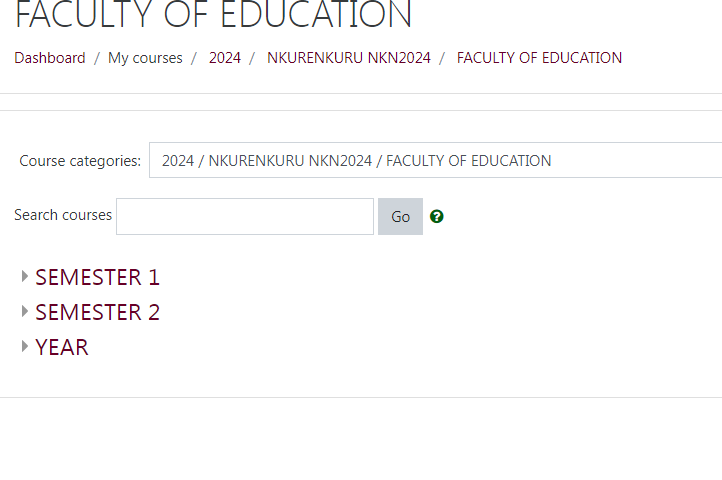 FACULTY OF EDUCATION
Dashboard / My courses / 2024 / NKURENKURU NKN2024 / FACULTY OF EDUCATION
Course categories: 2024 / NKURENKURU NKN2024 / FACULTY OF EDUCATION
Search courses Go ?
SEMESTER 1
SEMESTER 2
YEAR